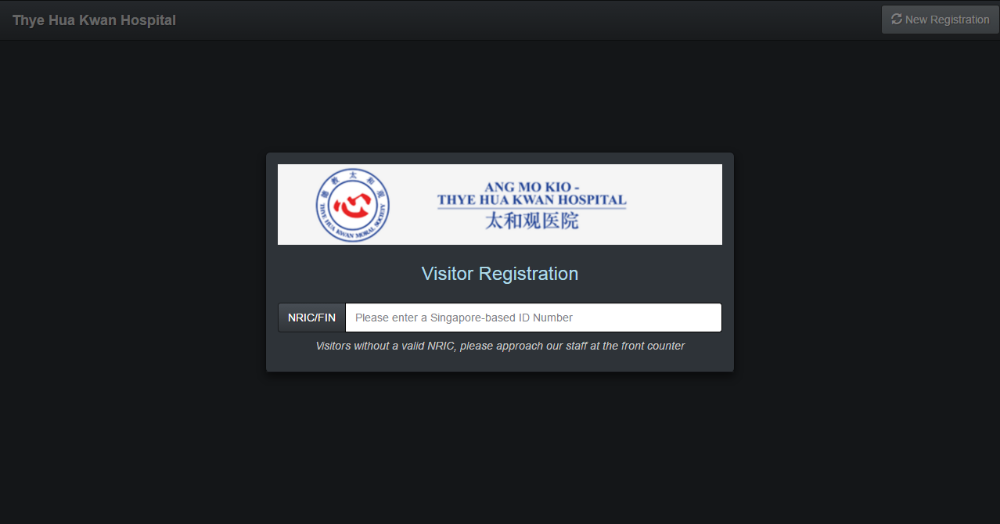 Thye Hua Kwan Hospital
New Registration
德教太和观
THYE HUA KWAN MORAL SOCIETY
ANG MO KIO -
THYE HUA KWAN HOSPITAL
太和观医院
Visitor Registration
NRIC/FIN
Please enter a Singapore-based ID Number
Visitors without a valid NRIC, please approach our staff at the front counter